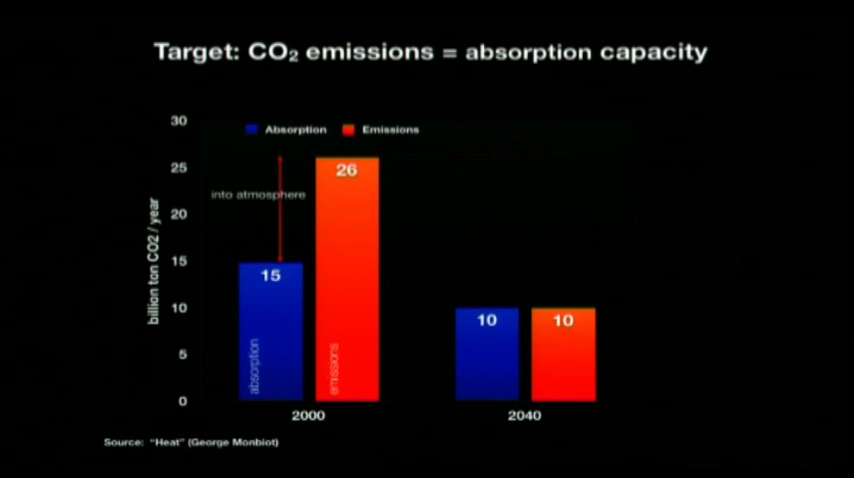 Target: CO₂ emissions = absorption capacity
30
Absorption
Emissions
25
26
into atmosphere
20
billion ton CO2 / year
15
15
10
10
10
5
absorption
emissions
0
2000
2040
Source: "Heat" (George Monbiot)